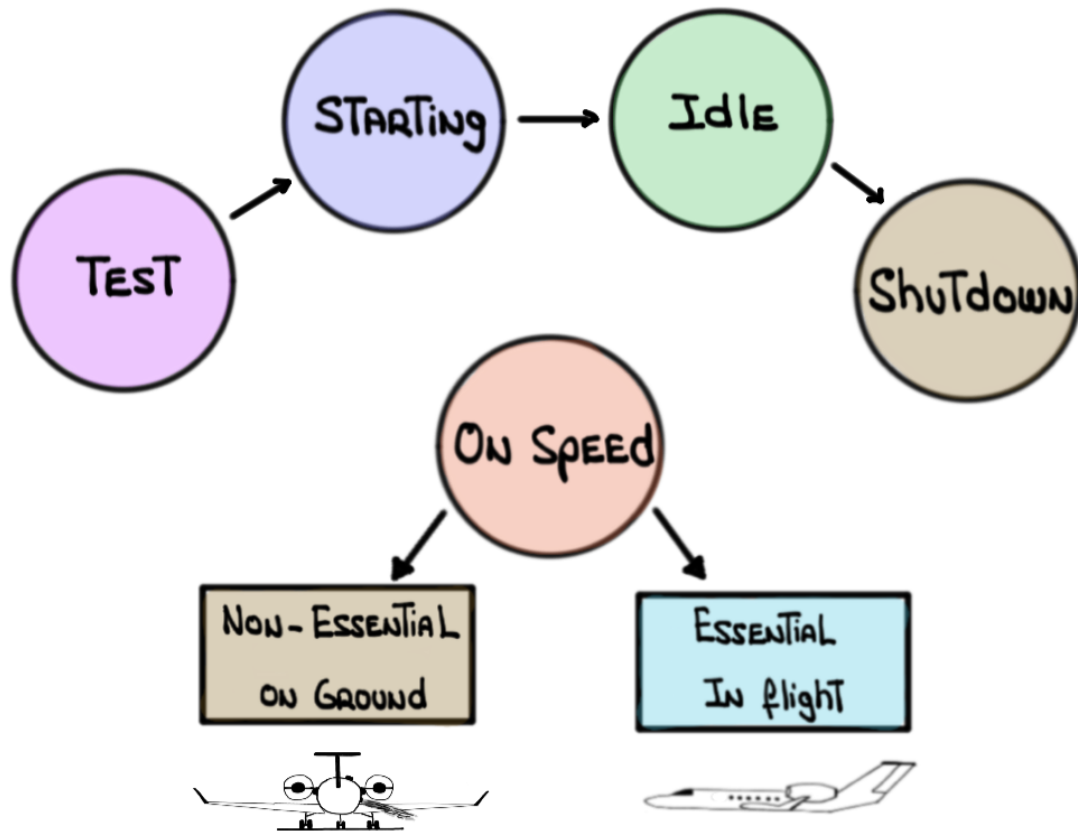 TEST
STARTING
IdlE
ShuTdowN
ON SpEEd
NoN-ESSENTiAL
ON GROUND
ESSENTiAL
IN flighT